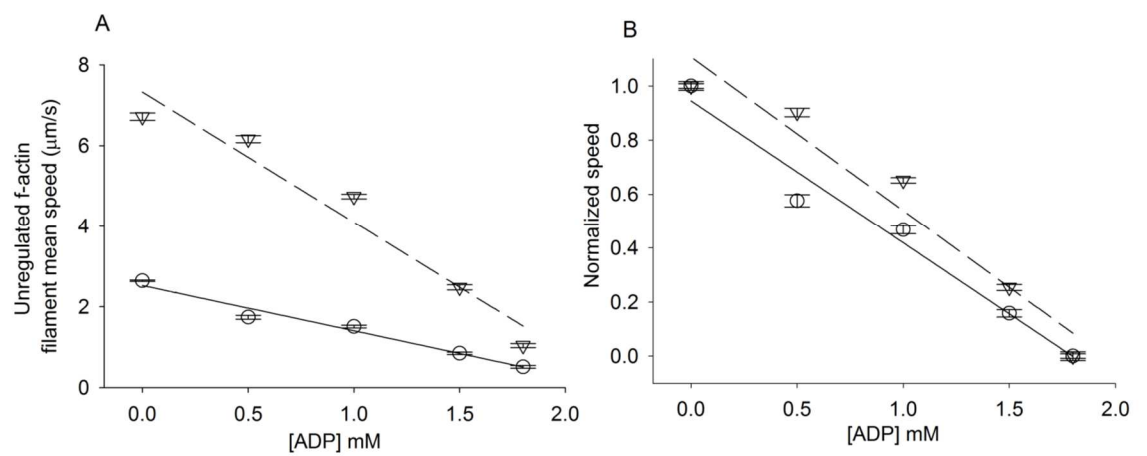 A
Unregulated f-actin
filament mean speed (μm/s)
8
6
4
2
0
0.0 0.5 1.0 1.5 2.0
[ADP] mM
B
Normalized speed
1.0
0.8
0.6
0.4
0.2
0.0
0.0 0.5 1.0 1.5 2.0
[ADP] mM